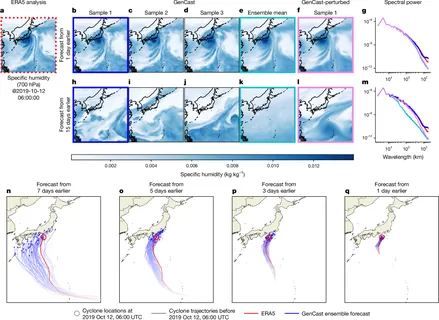 ERA5 analysis
GenCast
GenCast-perturbed
Spectral power
a
b Sample 1
c Sample 2
d Sample 3
e Ensemble mean
f Sample 1
g
Forecast from
1 day earlier
Specific humidity
(700 hPa)
@2019-10-12
06:00:00
h
i
j
k
l
m
Forecast from
15 days earlier
Wavelength (km)
0.002 0.004 0.006 0.008 0.010 0.012
Specific humidity (kg kg⁻¹)
n Forecast from
7 days earlier
o Forecast from
5 days earlier
p Forecast from
3 days earlier
q Forecast from
1 day earlier
Cyclone locations at
2019 Oct 12, 06:00 UTC
Cyclone trajectories before
2019 Oct 12, 06:00 UTC
ERA5
GenCast ensemble forecast